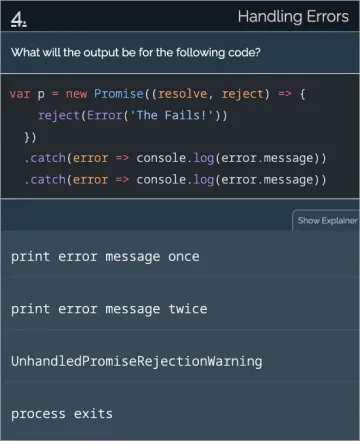 4.
Handling Errors
What will the output be for the following code?
var p = new Promise((resolve, reject) => {
    reject(Error('The Fails!'))
  })
  .catch(error => console.log(error.message))
  .catch(error => console.log(error.message))
Show Explainer
print error message once
print error message twice
UnhandledPromiseRejectionWarning
process exits